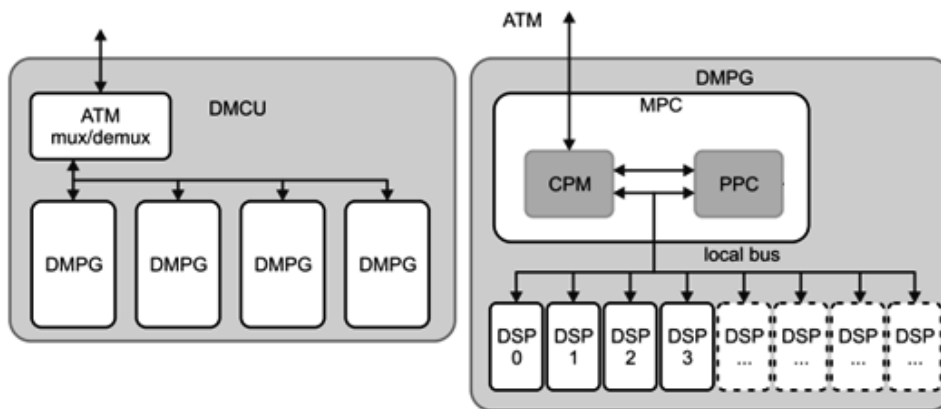 ATM
mux/demux
DMCU
DMPG
DMPG
DMPG
DMPG
ATM
DMPG
MPC
CPM
PPC
local bus
DSP
0
DSP
1
DSP
2
DSP
3
DSP
...
DSP
...
DSP
...
DSP
...